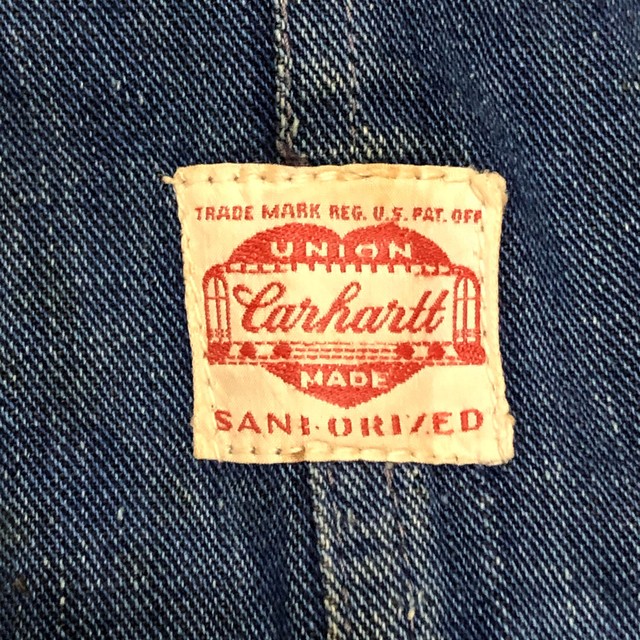 TRADE MARK REG. U.S. PAT. OFF
UNION
Carhartt
MADE
SANFORIZED